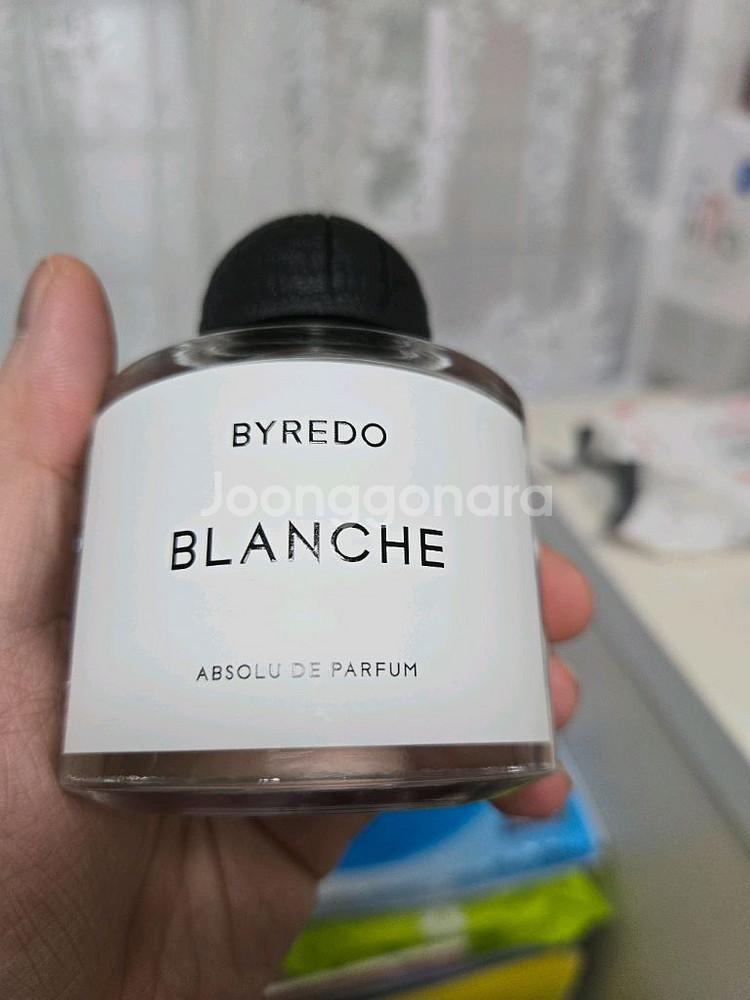 BYREDO
Joonggonara
BLANCHE
ABSOLU DE PARFUM